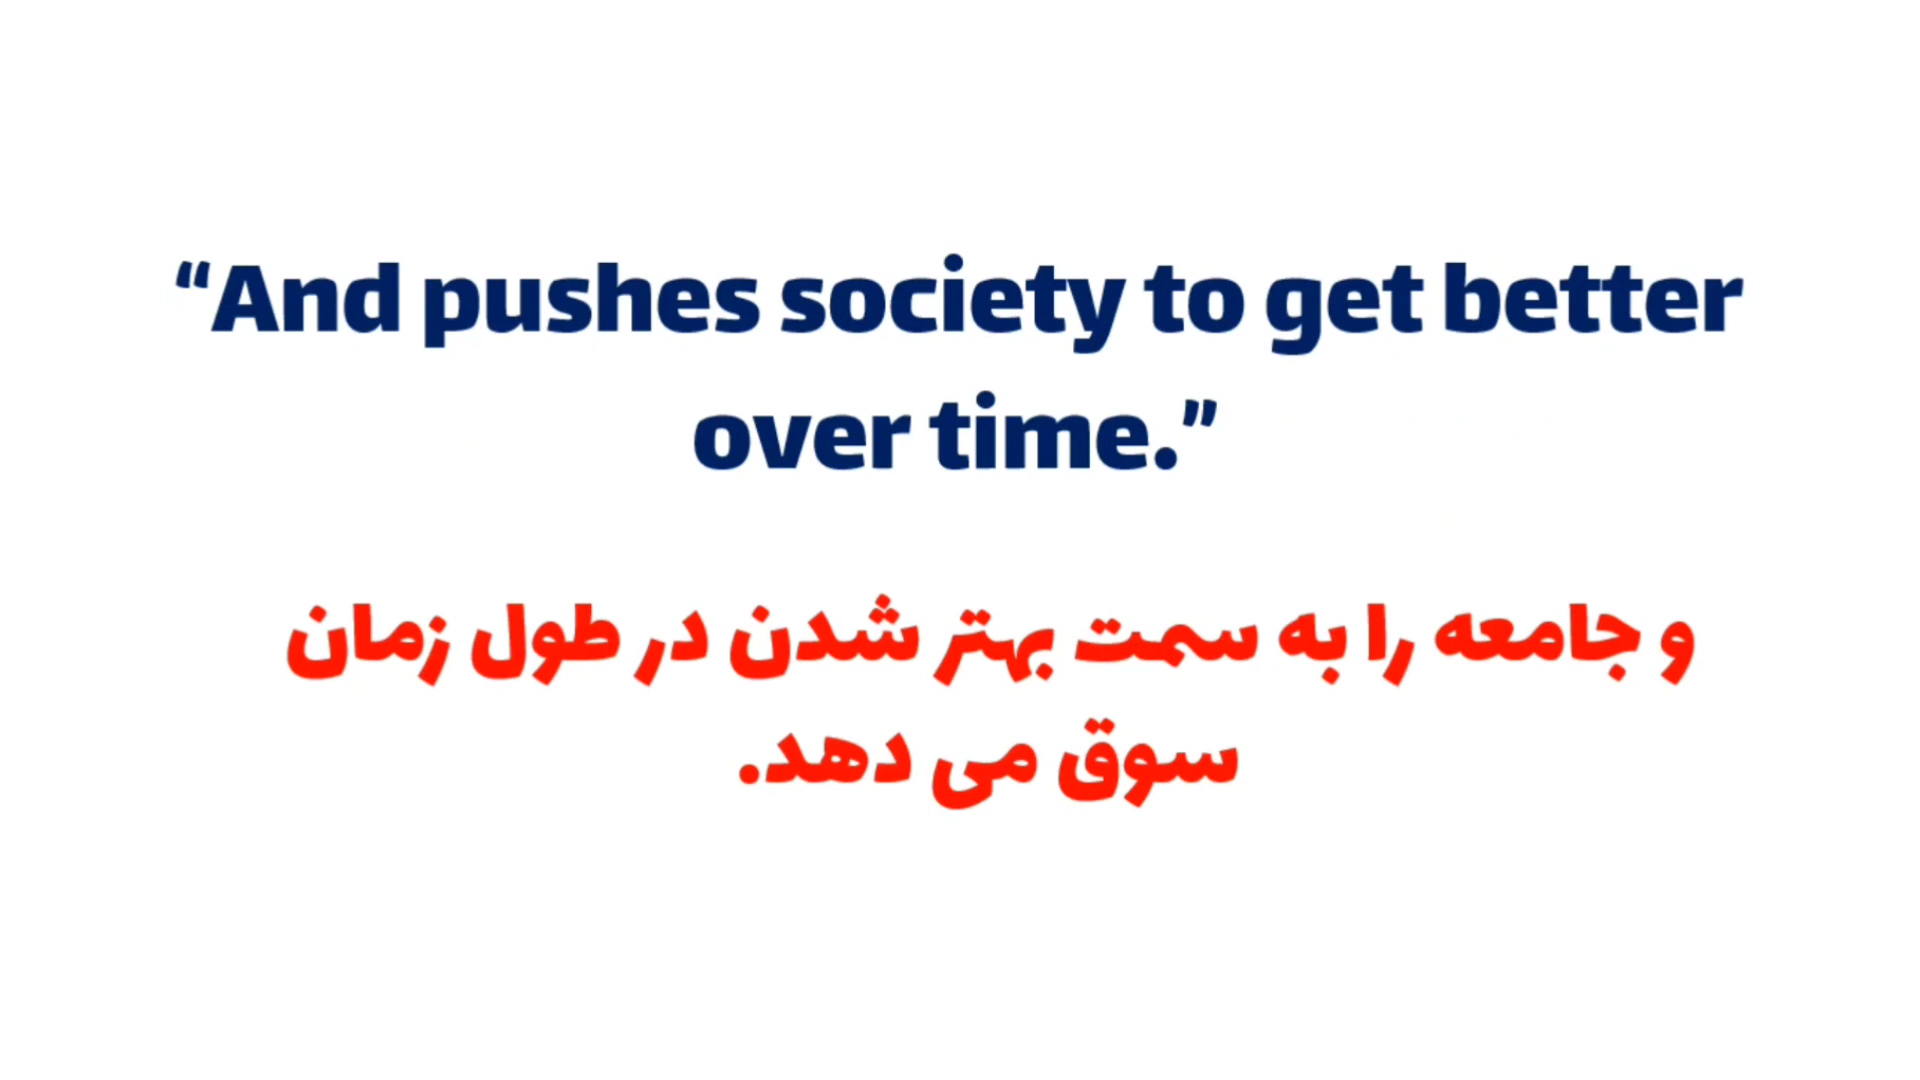 “And pushes society to get better
over time.”
و جامعه را به سمت بهتر شدن در طول زمان
سوق می دهد.